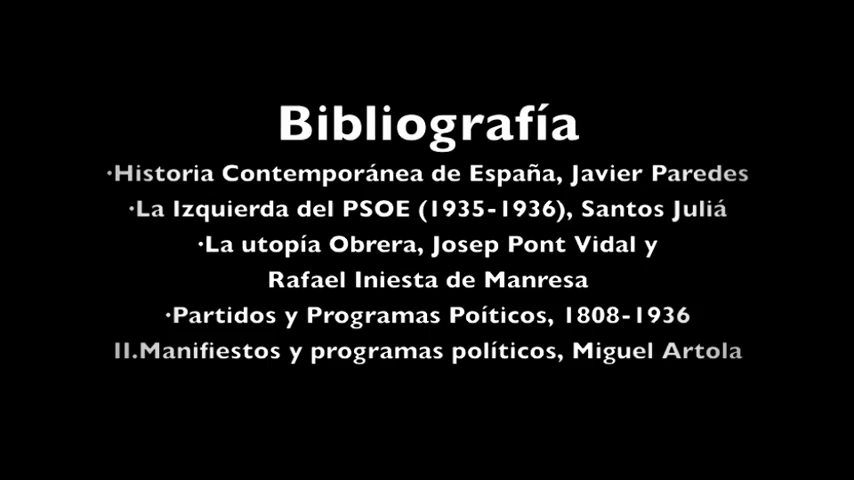 Bibliografía
·Historia Contemporánea de España, Javier Paredes
·La Izquierda del PSOE (1935-1936), Santos Juliá
·La utopía Obrera, Josep Pont Vidal y
Rafael Iniesta de Manresa
·Partidos y Programas Poíticos, 1808-1936
II.Manifiestos y programas políticos, Miguel Artola